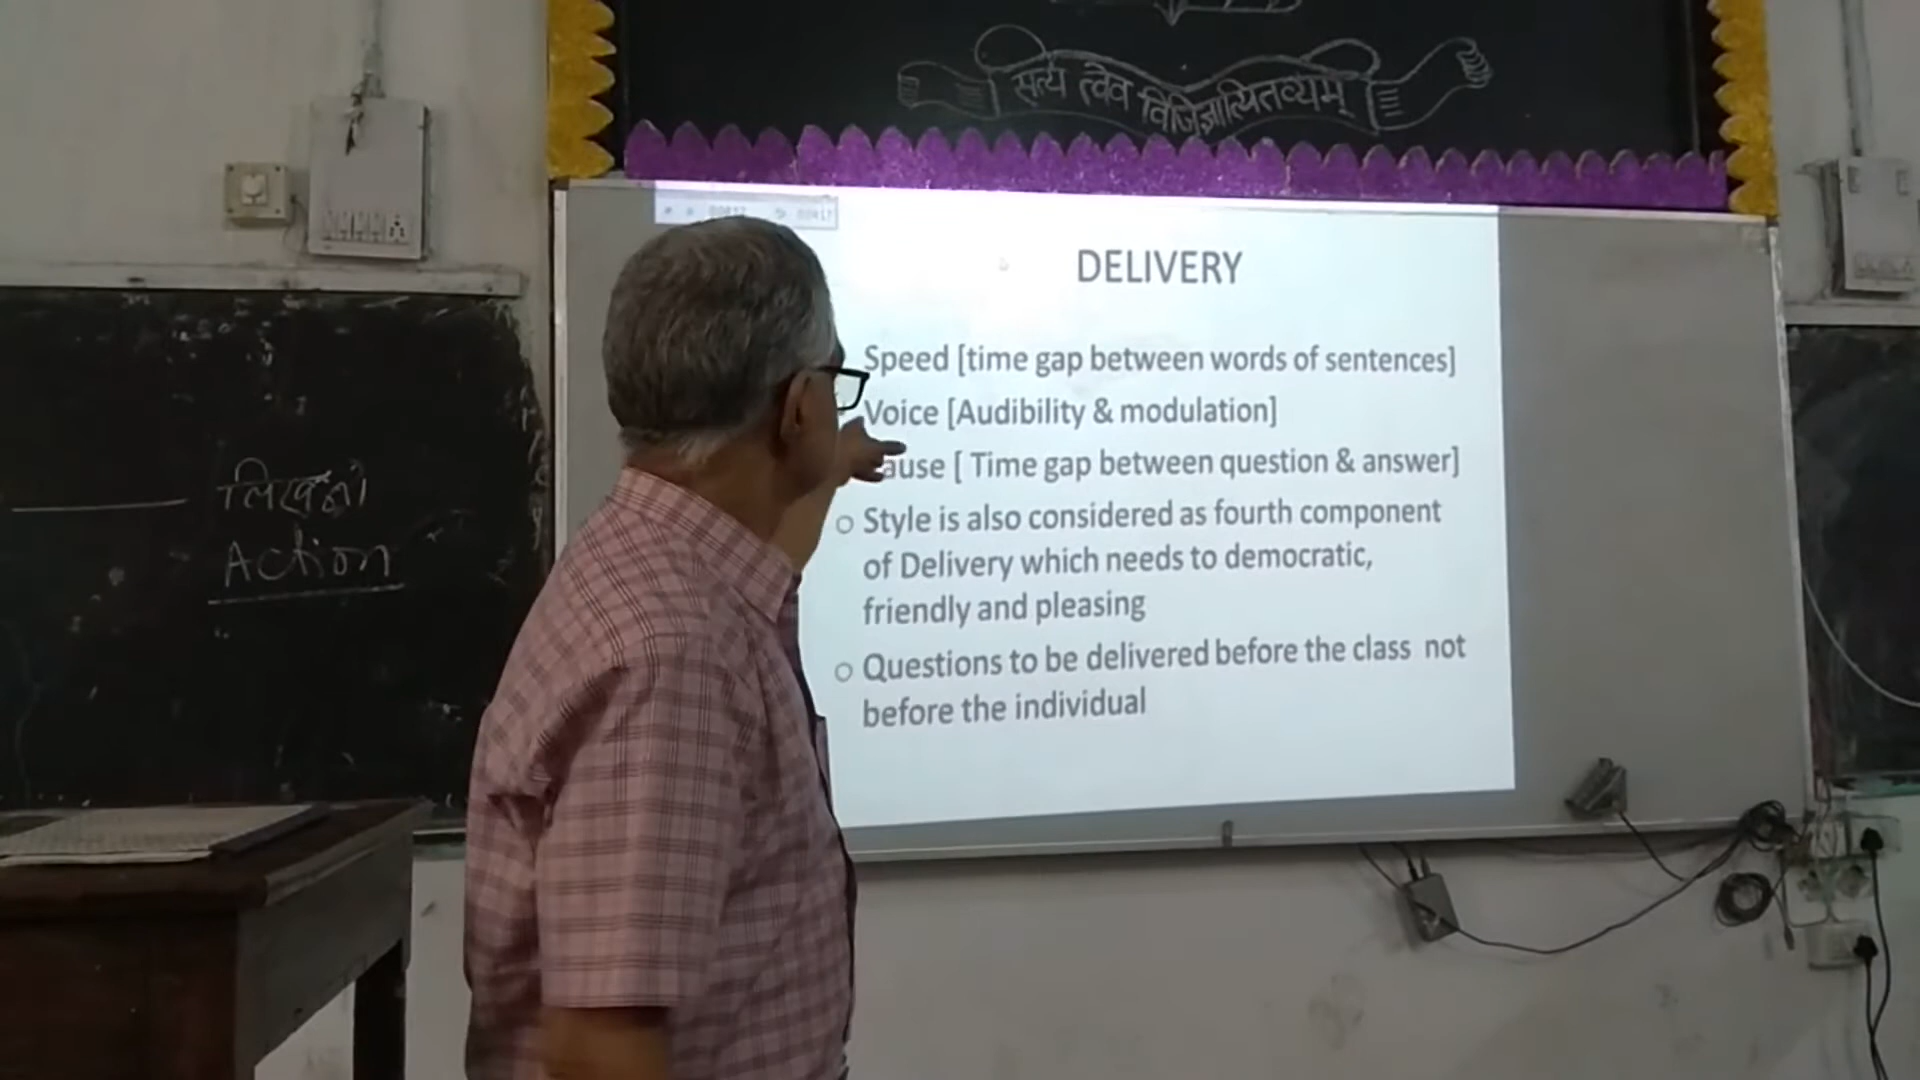 सत्य त्वेव विजिज्ञासितव्यम्
DELIVERY
Speed [time gap between words of sentences]
Voice [Audibility & modulation]
ause [ Time gap between question & answer]
Style is also considered as fourth component
of Delivery which needs to democratic,
friendly and pleasing
Questions to be delivered before the class not
before the individual
लिखना
Action